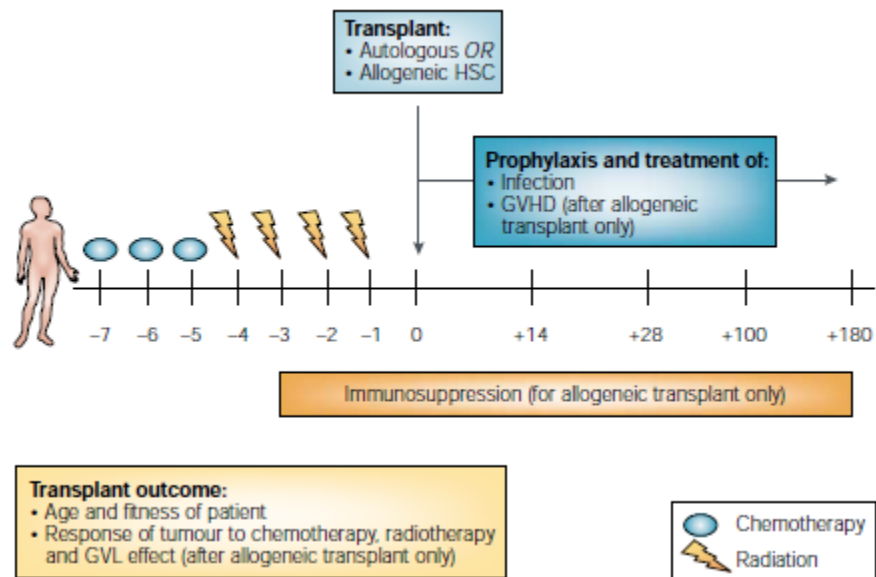 Transplant:
• Autologous OR
• Allogeneic HSC
Prophylaxis and treatment of:
• Infection
• GVHD (after allogeneic
transplant only)
–7 –6 –5 –4 –3 –2 –1 0 +14 +28 +100 +180
Immunosuppression (for allogeneic transplant only)
Transplant outcome:
• Age and fitness of patient
• Response of tumour to chemotherapy, radiotherapy
and GVL effect (after allogeneic transplant only)
Chemotherapy
Radiation